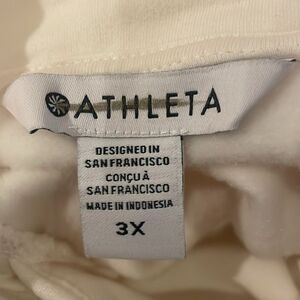 ATHLETA
DESIGNED IN
SAN FRANCISCO
CONÇU À
SAN FRANCISCO
MADE IN INDONESIA
3X